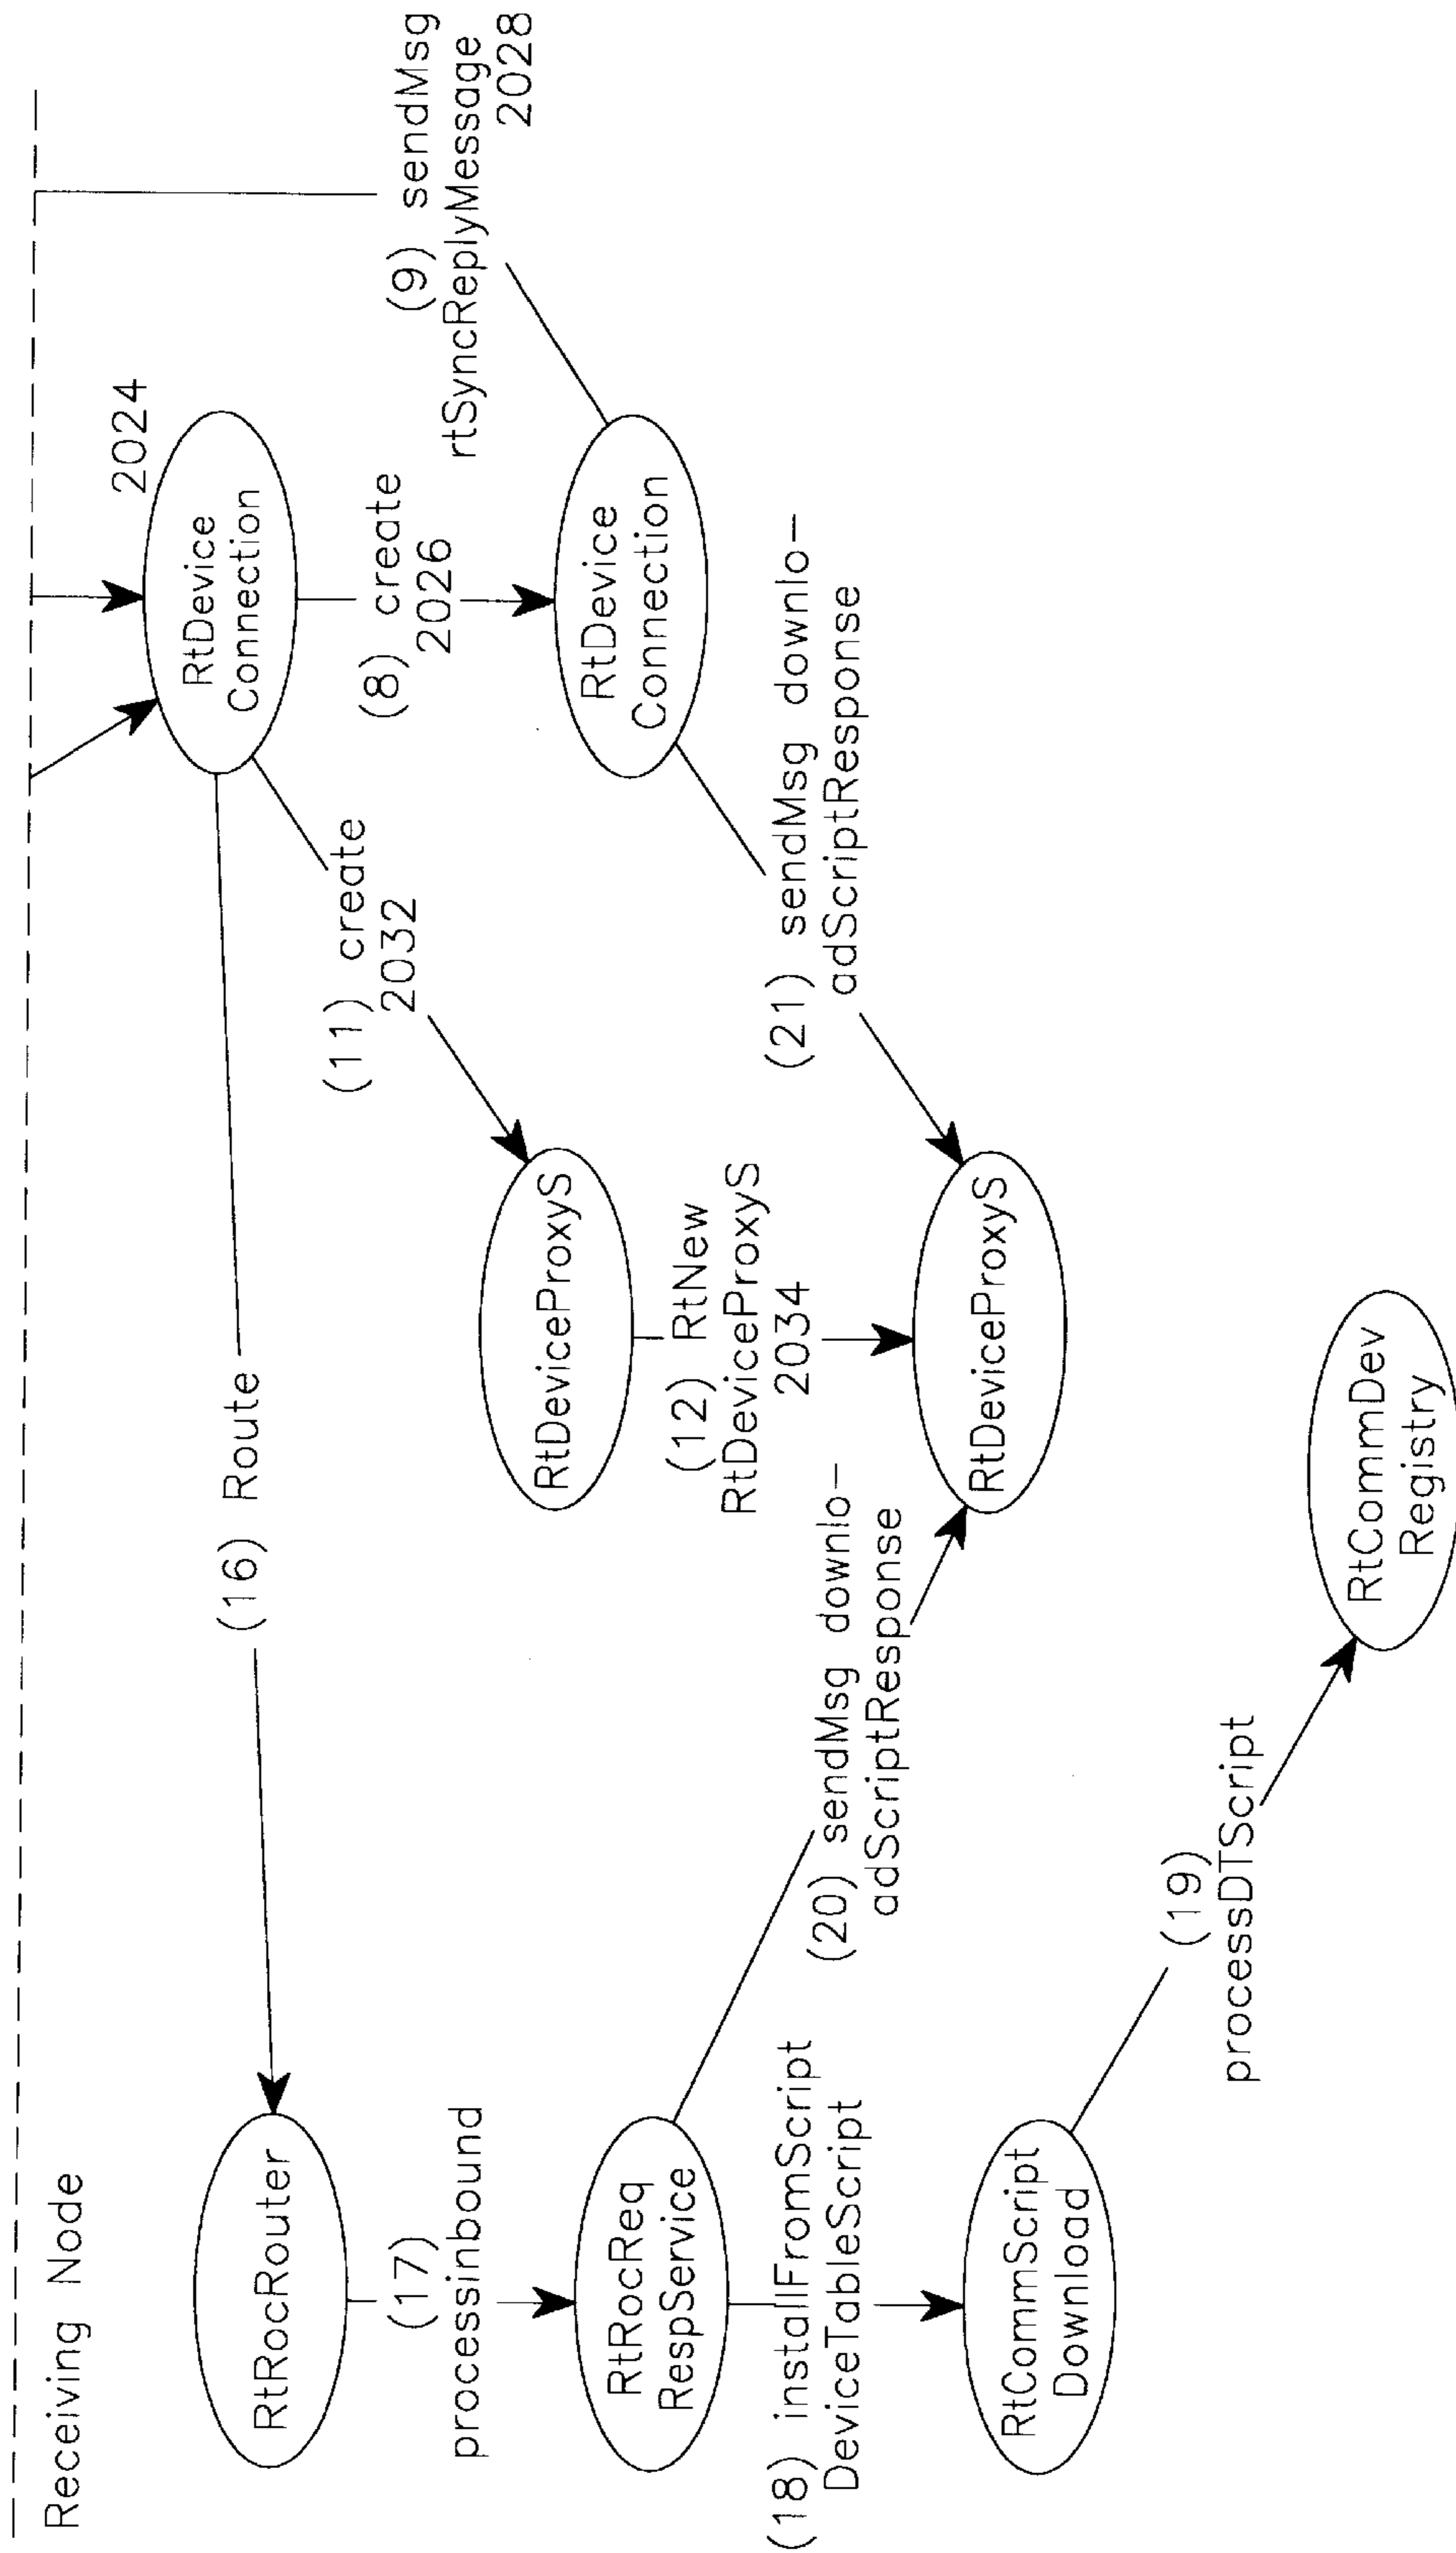 Receiving Node
2024
RtRocRouter
(16) Route
RtDevice
Connection
(9) sendMsg
rtSyncReplyMessage
2028
(17)
processinbound
(11) create
2032
(8) create
2026
RtRocReq
RespService
RtDeviceProxyS
RtDevice
Connection
(18) installFromScript
DeviceTableScript
(20) sendMsg downlo-
adScriptResponse
(12) RtNew
RtDeviceProxyS
2034
(21) sendMsg downlo-
adScriptResponse
RtCommScript
Download
RtDeviceProxyS
(19)
processDTScript
RtCommDev
Registry